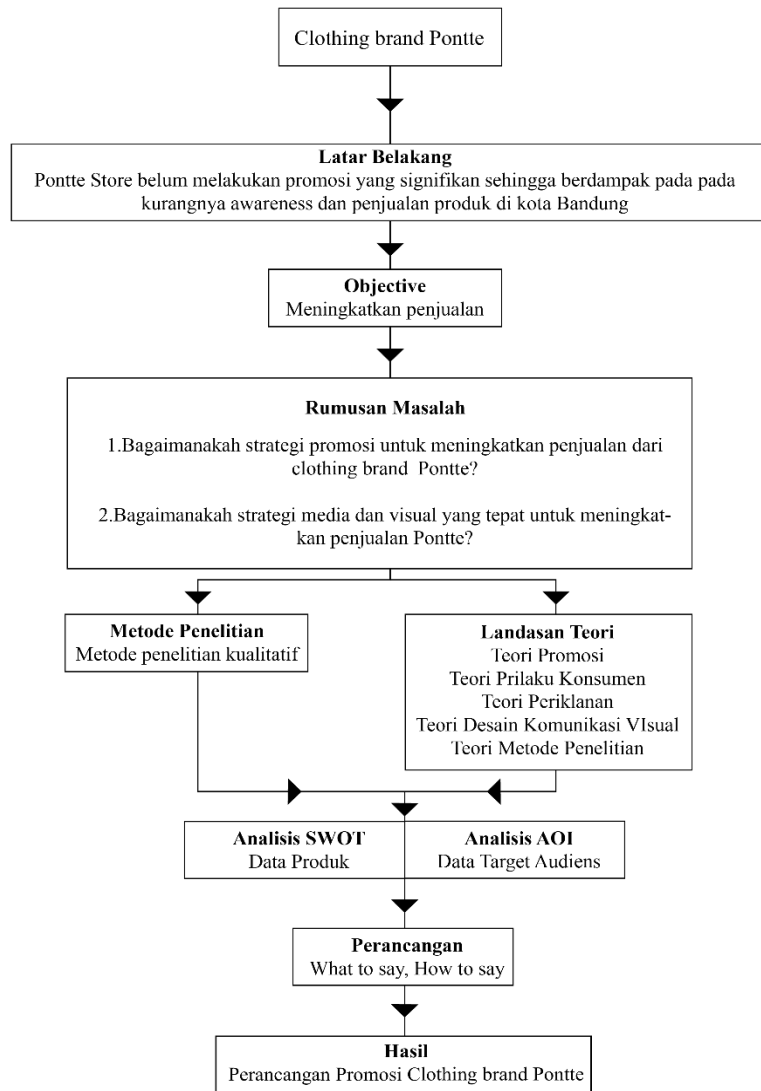 Clothing brand Pontte
Latar Belakang
Pontte Store belum melakukan promosi yang signifikan sehingga berdampak pada pada
kurangnya awareness dan penjualan produk di kota Bandung
Objective
Meningkatkan penjualan
Rumusan Masalah
1.Bagaimanakah strategi promosi untuk meningkatkan penjualan dari
clothing brand Pontte?
2.Bagaimanakah strategi media dan visual yang tepat untuk meningkat-
kan penjualan Pontte?
Metode Penelitian
Metode penelitian kualitatif
Landasan Teori
Teori Promosi
Teori Prilaku Konsumen
Teori Periklanan
Teori Desain Komunikasi VIsual
Teori Metode Penelitian
Analisis SWOT
Data Produk
Analisis AOI
Data Target Audiens
Perancangan
What to say, How to say
Hasil
Perancangan Promosi Clothing brand Pontte